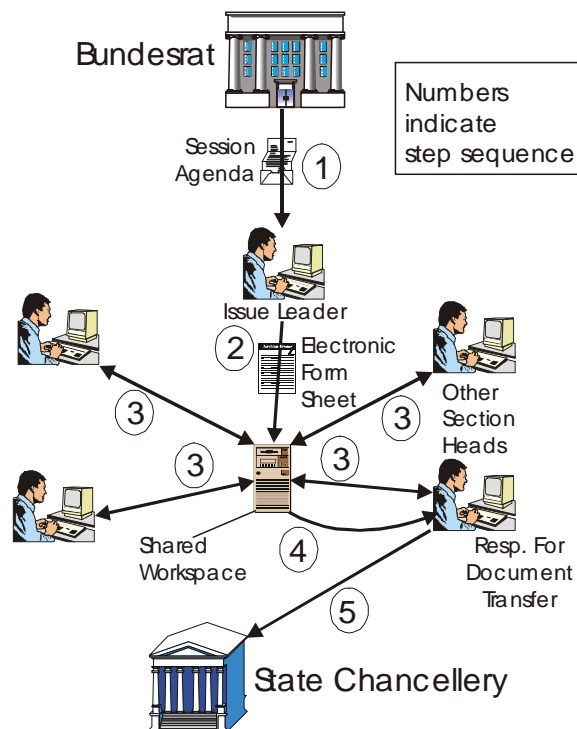 Bundesrat
Numbers
indicate
step sequence
Session
Agenda
1
Issue Leader
2
Electronic
Form
Sheet
3
3
Other
Section
Heads
3
3
Shared
Workspace
4
Resp. For
Document
Transfer
5
State Chancellery